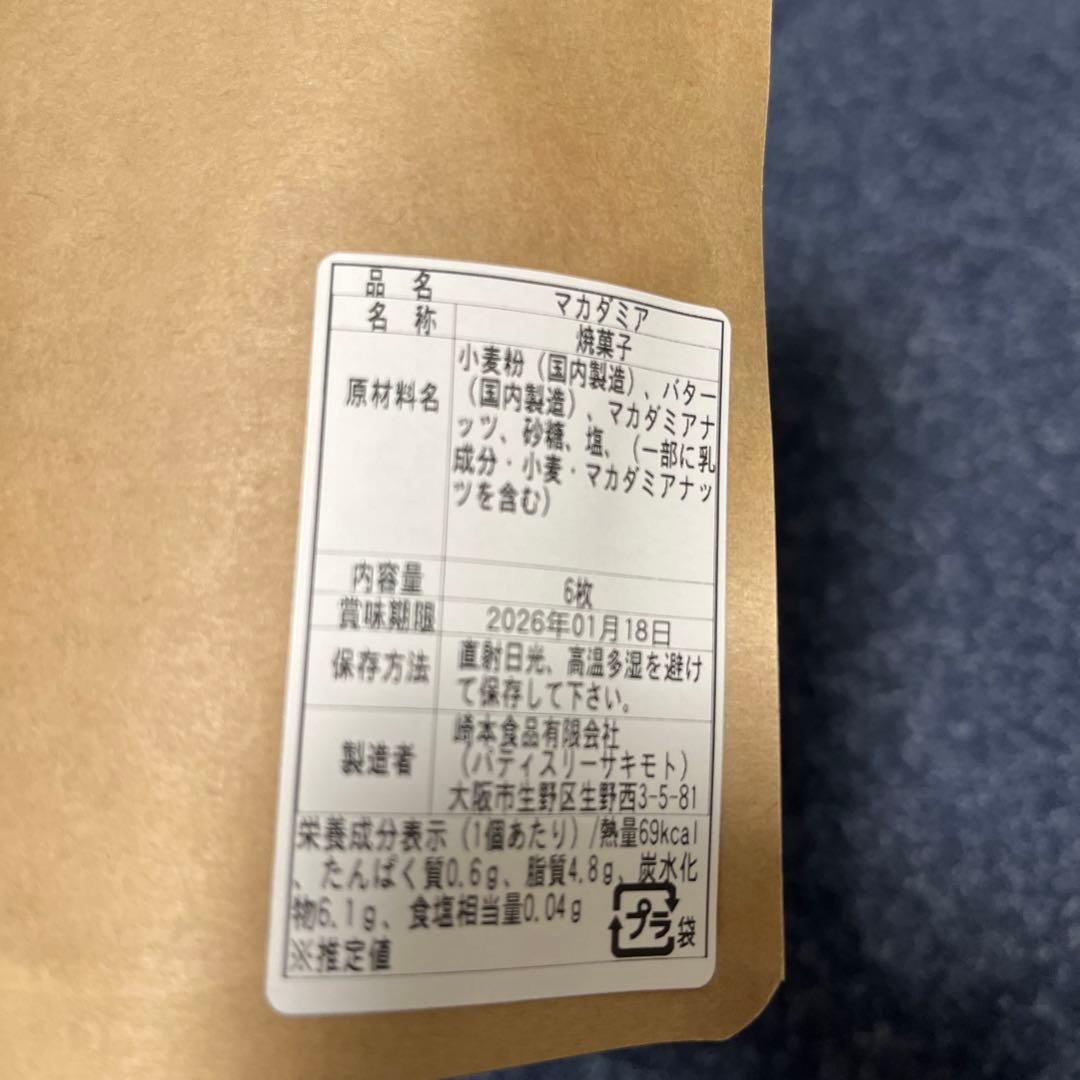 品名 マカダミア
名称 焼菓子
原材料名 小麦粉（国内製造）、バター
（国内製造）、マカダミアナ
ッツ、砂糖、塩、（一部に乳
成分・小麦・マカダミアナッ
ツを含む）
内容量 6枚
賞味期限 2026年01月18日
保存方法 直射日光、高温多湿を避け
て保存して下さい。
製造者 崎本食品有限会社
（パティスリーサキモト）
大阪市生野区生野西3-5-81
栄養成分表示（1個あたり）/熱量69kcal
、たんぱく質0.6g、脂質4.8g、炭水化
物6.1g、食塩相当量0.04g
※推定値
プラ 袋